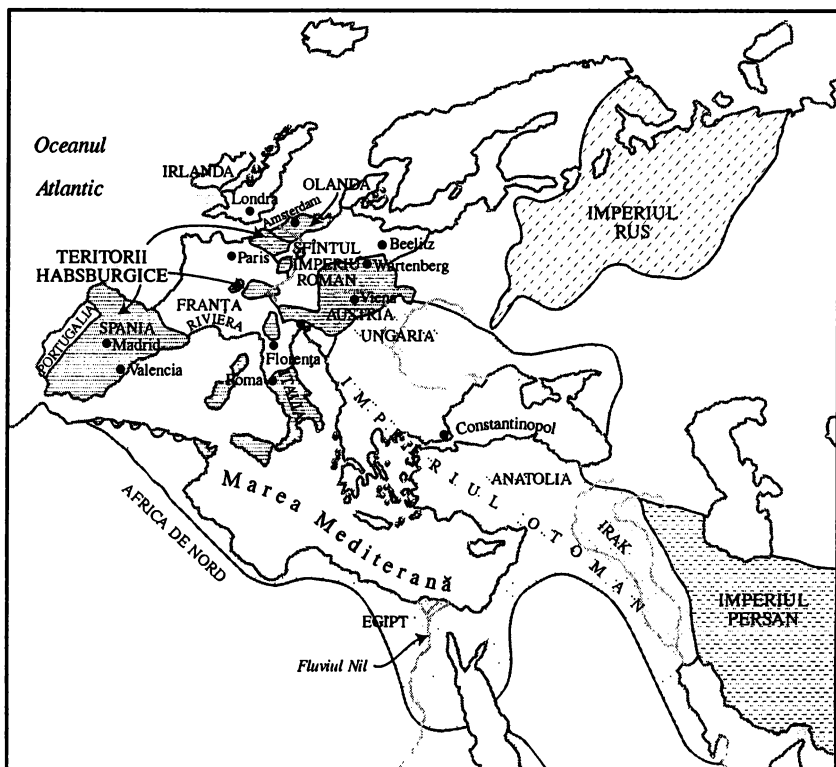 Oceanul
Atlantic
IRLANDA
Londra
OLANDA
Amsterdam
TERITORII
HABSBURGICE
Paris
SFÎNTUL
IMPERIU
ROMAN
Beelitz
Wartenberg
IMPERIUL
RUS
FRANŢA
RIVIERA
Viena
AUSTRIA
UNGARIA
PORTUGALIA
SPANIA
Madrid
Valencia
Florenţa
Roma
ITALIA
Constantinopol
IMPERIUL OTOMAN
ANATOLIA
IRAK
Marea Mediterană
AFRICA DE NORD
IMPERIUL
PERSAN
EGIPT
Fluviul Nil